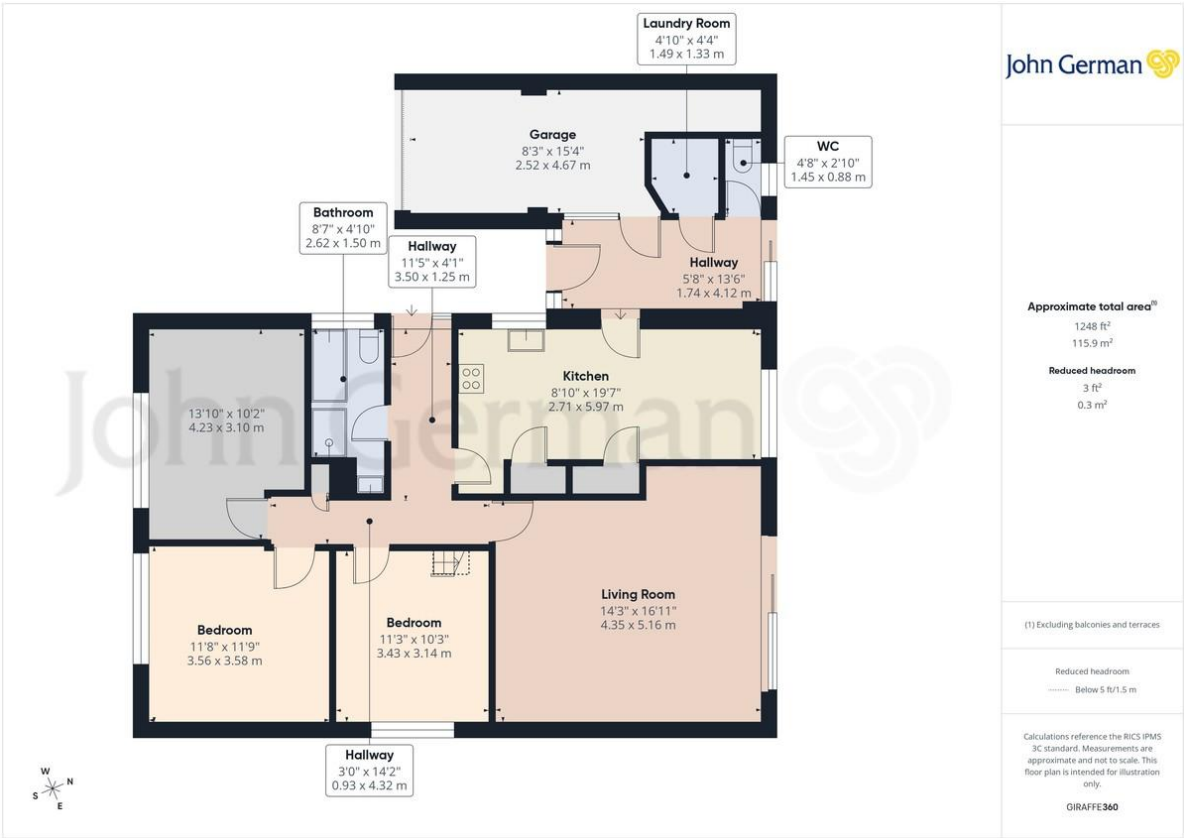 Laundry Room
4'10" x 4'4"
1.49 x 1.33 m
John German
Garage
8'3" x 15'4"
2.52 x 4.67 m
WC
4'8" x 2'10"
1.45 x 0.88 m
Bathroom
8'7" x 4'10"
2.62 x 1.50 m
Hallway
11'5" x 4'1"
3.50 x 1.25 m
Hallway
5'8" x 13'6"
1.74 x 4.12 m
Approximate total area(1)
1248 ft²
115.9 m²
Reduced headroom
3 ft²
0.3 m²
Kitchen
8'10" x 19'7"
2.71 x 5.97 m
13'10" x 10'2"
4.23 x 3.10 m
John German
Living Room
14'3" x 16'11"
4.35 x 5.16 m
Bedroom
11'8" x 11'9"
3.56 x 3.58 m
Bedroom
11'3" x 10'3"
3.43 x 3.14 m
Hallway
3'0" x 14'2"
0.93 x 4.32 m
W
N
S
E
(1) Excluding balconies and terraces
Reduced headroom
Below 5 ft/1.5 m
Calculations reference the RICS IPMS
3C standard. Measurements are
approximate and not to scale. This
floor plan is intended for illustration
only.
GIRAFFE360